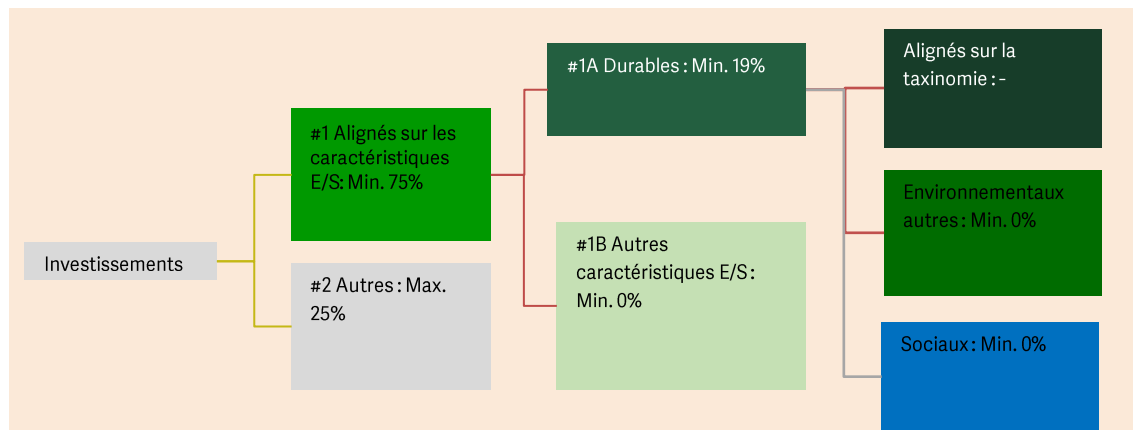 Investissements
#1 Alignés sur les
caractéristiques
E/S: Min. 75%
#2 Autres : Max.
25%
#1A Durables : Min. 19%
#1B Autres
caractéristiques E/S :
Min. 0%
Alignés sur la
taxinomie : -
Environnementaux
autres : Min. 0%
Sociaux : Min. 0%